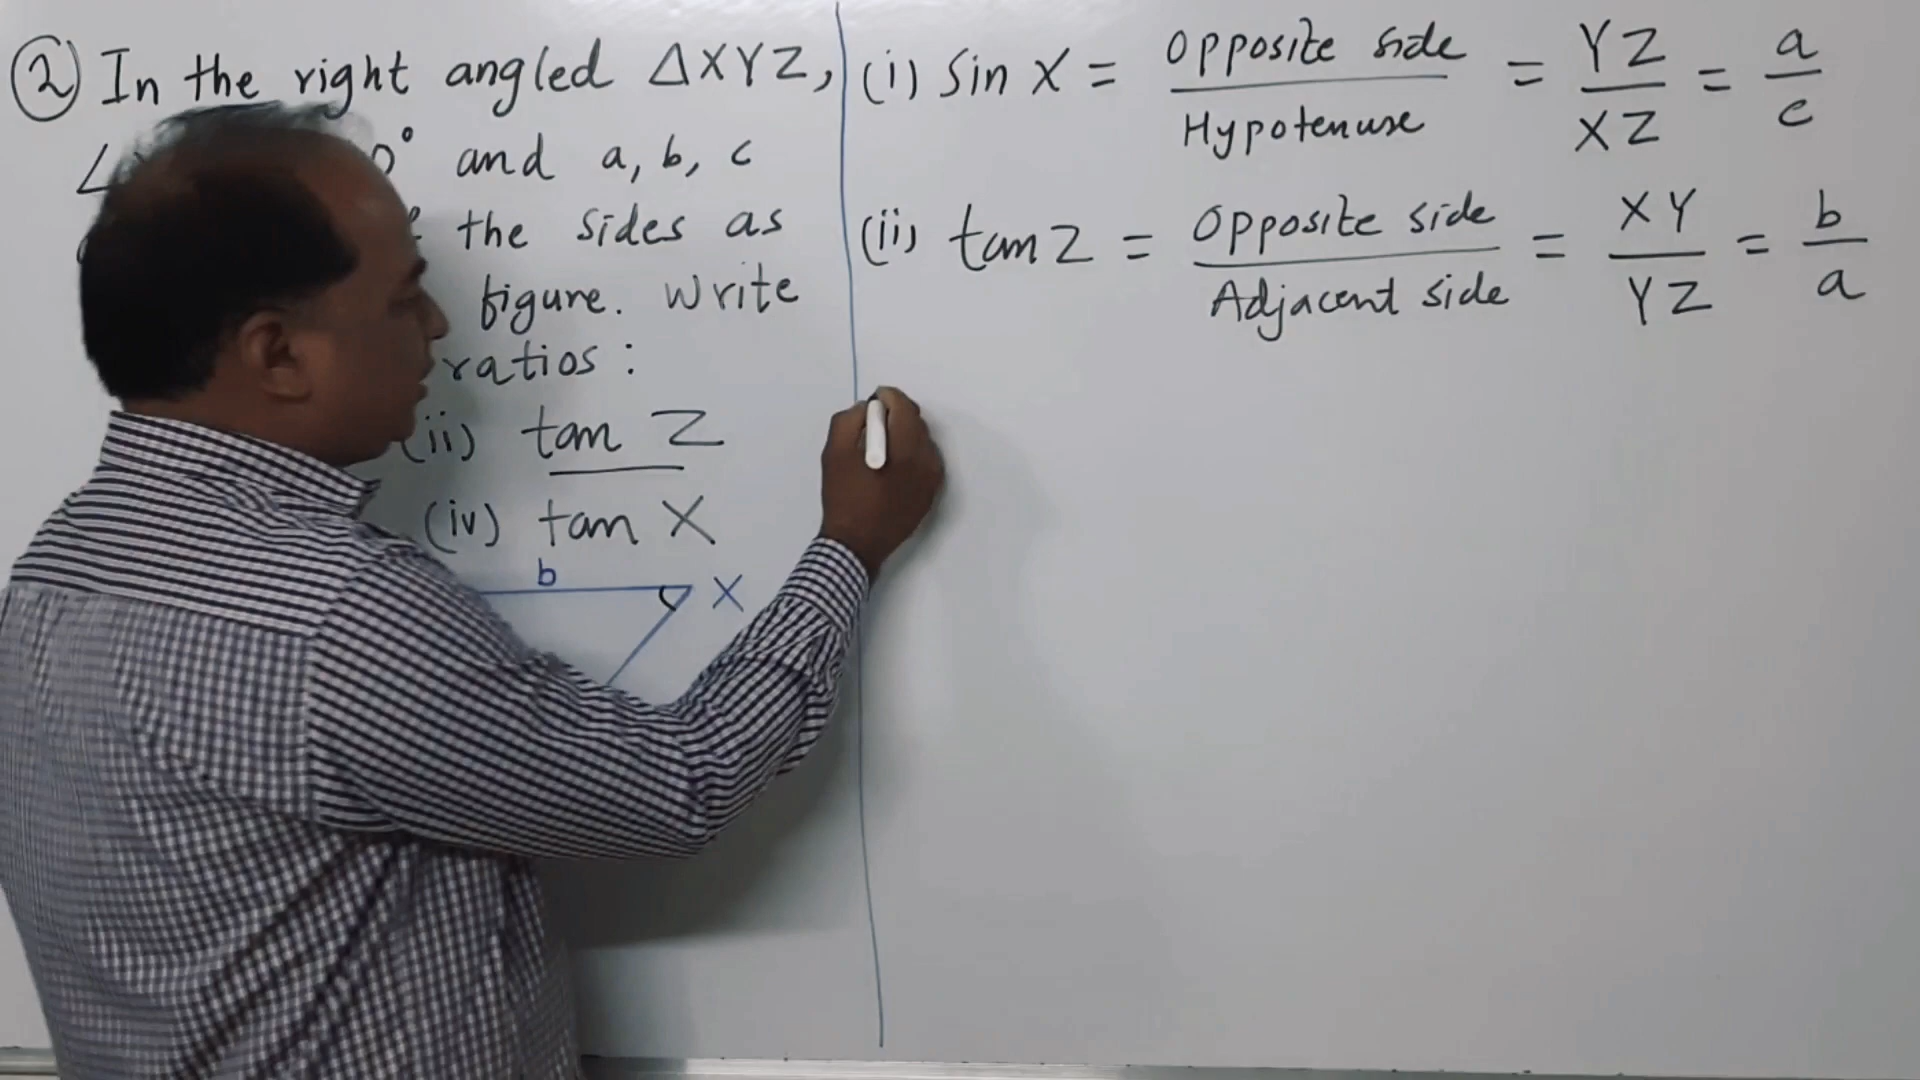 ② In the right angled ΔXYZ,
∠ 0° and a, b, c
the sides as
figure. Write
ratios :
(ii) tan Z
(iv) tan X
b
X
(i) Sin X = Opposite side / Hypotenuse = YZ / XZ = a / c
(ii) tan Z = Opposite side / Adjacent side = XY / YZ = b / a